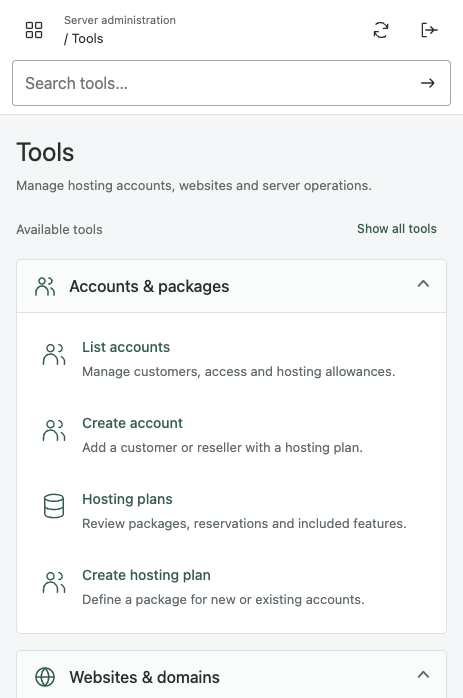 Server administration
/ Tools
Search tools...
Tools
Manage hosting accounts, websites and server operations.
Available tools
Show all tools
Accounts & packages
List accounts
Manage customers, access and hosting allowances.
Create account
Add a customer or reseller with a hosting plan.
Hosting plans
Review packages, reservations and included features.
Create hosting plan
Define a package for new or existing accounts.
Websites & domains